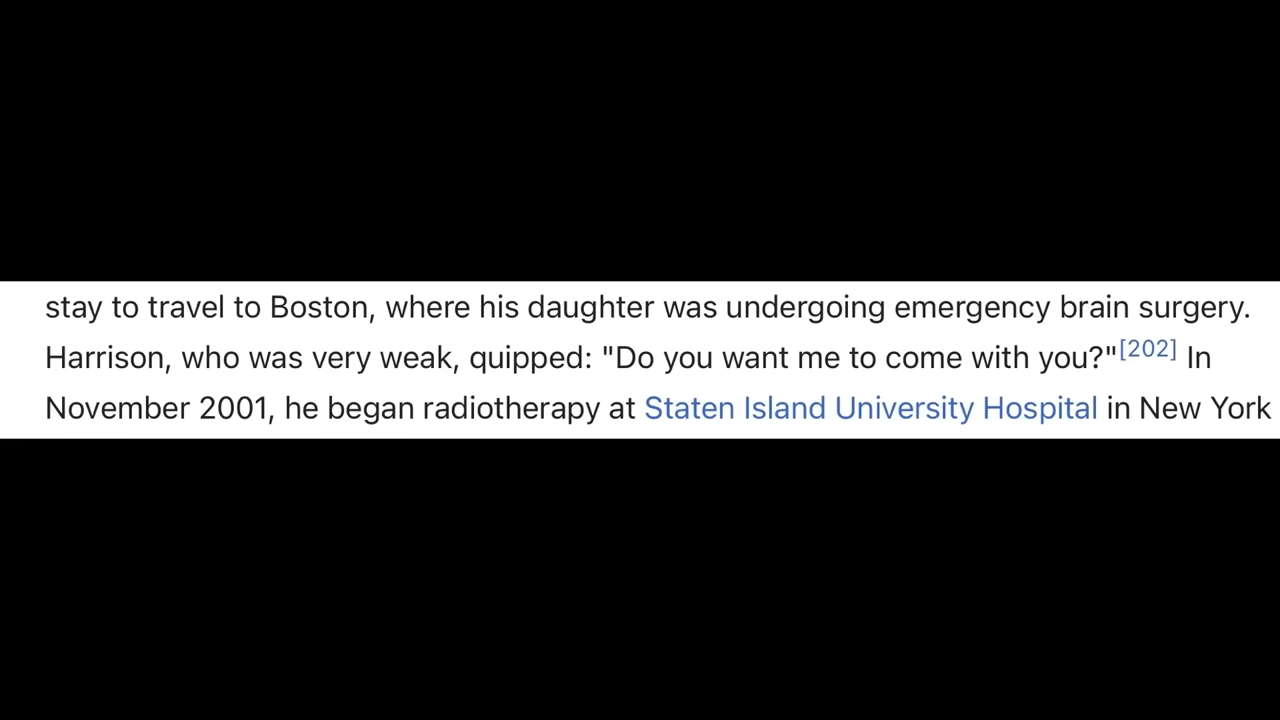 stay to travel to Boston, where his daughter was undergoing emergency brain surgery.
Harrison, who was very weak, quipped: "Do you want me to come with you?"[202] In
November 2001, he began radiotherapy at Staten Island University Hospital in New York